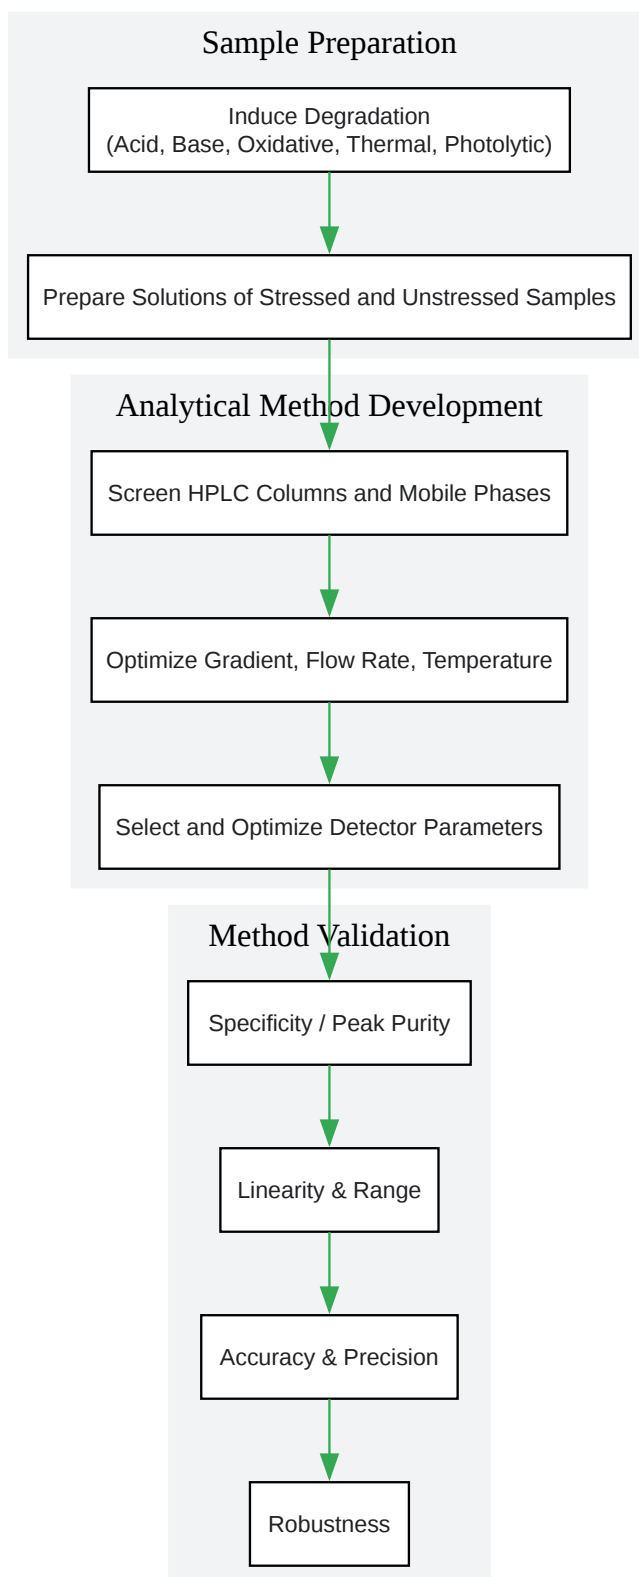 Sample Preparation
Induce Degradation
(Acid, Base, Oxidative, Thermal, Photolytic)
Prepare Solutions of Stressed and Unstressed Samples
Analytical Method Development
Screen HPLC Columns and Mobile Phases
Optimize Gradient, Flow Rate, Temperature
Select and Optimize Detector Parameters
Method Validation
Specificity / Peak Purity
Linearity & Range
Accuracy & Precision
Robustness